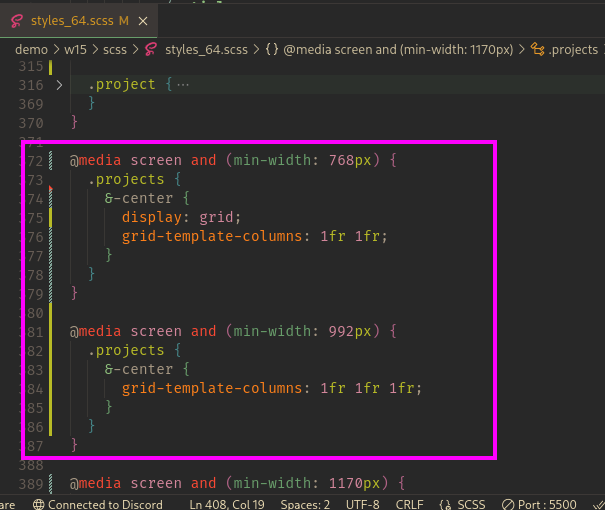 styles_64.scss M
demo > w15 > scss > styles_64.scss > {} @media screen and (min-width: 1170px) > .projects
315
316 > .project { ···
369 }
370 }
371
372 @media screen and (min-width: 768px) {
373 .projects {
374 &-center {
375 display: grid;
376 grid-template-columns: 1fr 1fr;
377 }
378 }
379 }
380
381 @media screen and (min-width: 992px) {
382 .projects {
383 &-center {
384 grid-template-columns: 1fr 1fr 1fr;
385 }
386 }
387 }
388
389 @media screen and (min-width: 1170px) {
are Connected to Discord Ln 408, Col 19 Spaces: 2 UTF-8 CRLF {} SCSS Port : 5500